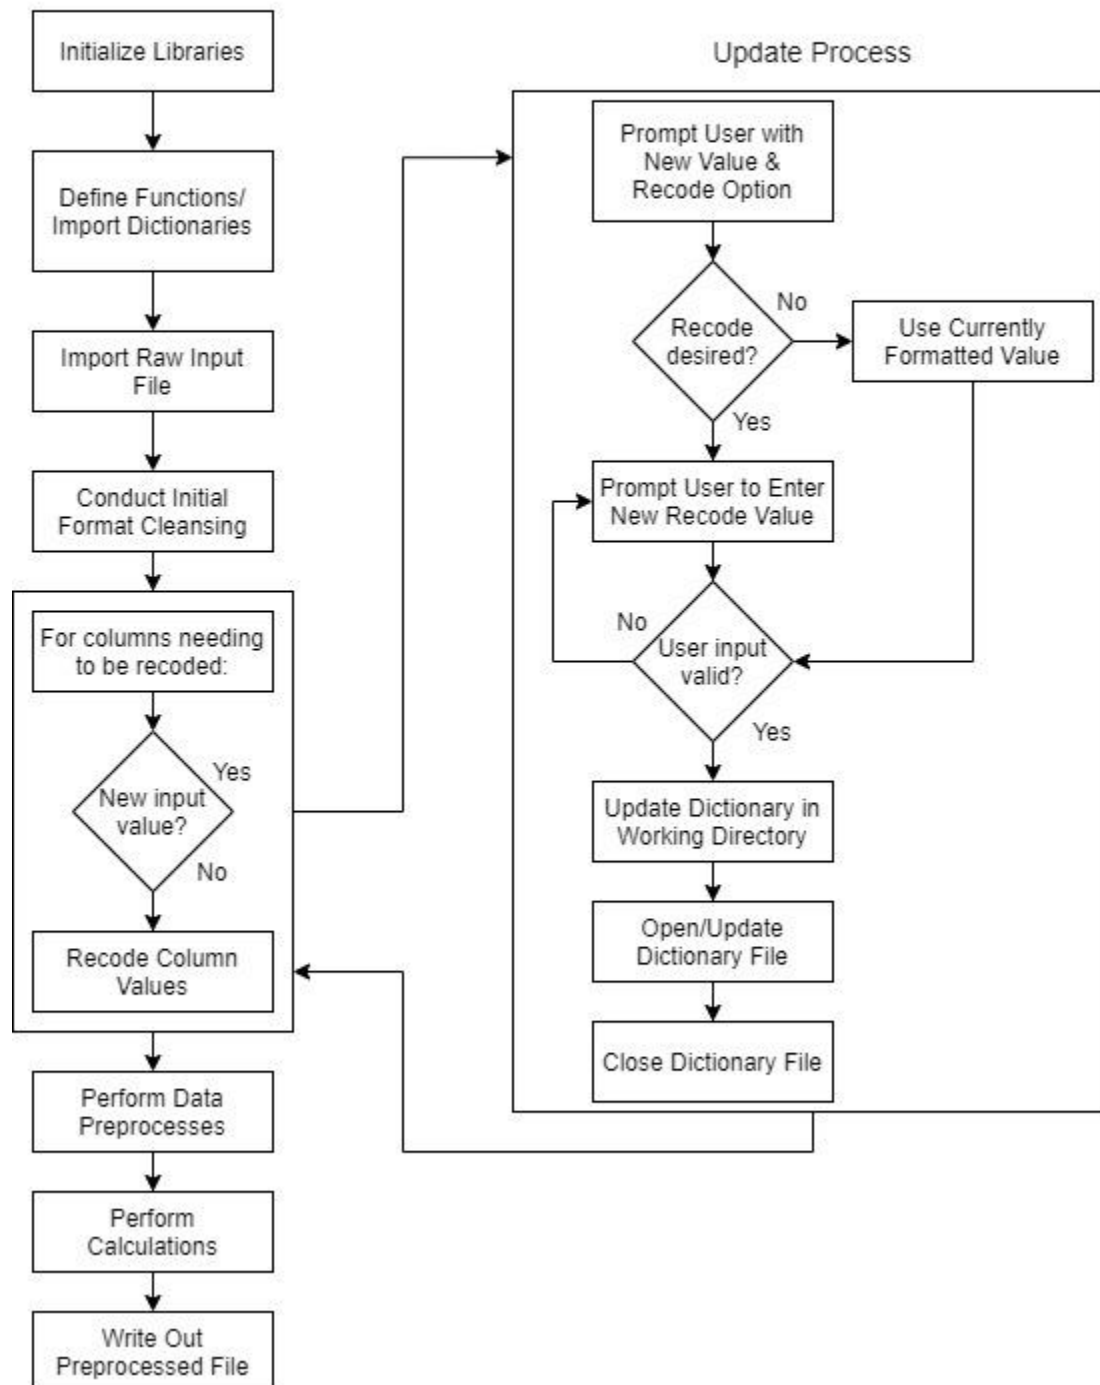 Initialize Libraries
Define Functions/
Import Dictionaries
Import Raw Input
File
Conduct Initial
Format Cleansing
For columns needing
to be recoded:
Yes
New input
value?
No
Recode Column
Values
Perform Data
Preprocesses
Perform
Calculations
Write Out
Preprocessed File
Update Process
Prompt User with
New Value &
Recode Option
No
Recode
desired?
Use Currently
Formatted Value
Yes
Prompt User to Enter
New Recode Value
No
User input
valid?
Yes
Update Dictionary in
Working Directory
Open/Update
Dictionary File
Close Dictionary File